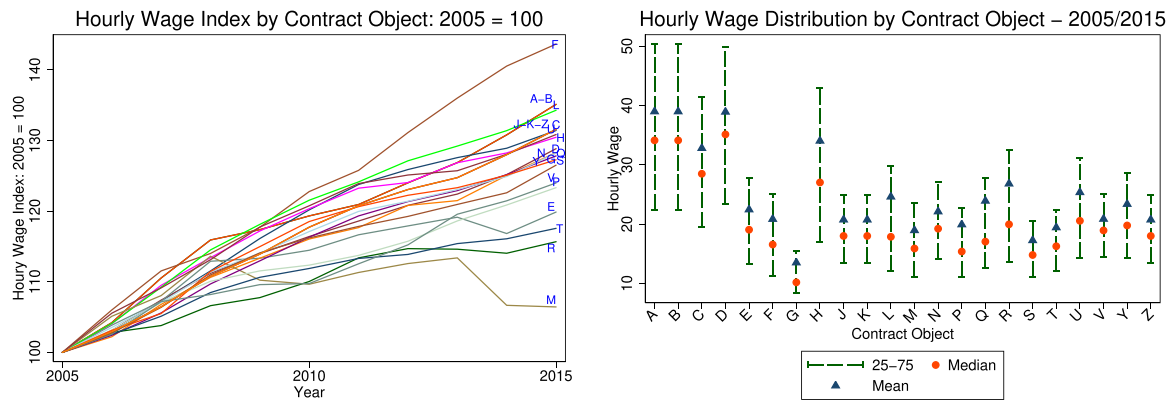 Hourly Wage Index by Contract Object: 2005 = 100
Houry Wage Index: 2005 = 100
140
130
120
110
100
2005
2010
2015
Year
F
A-B
L
J-K-Z
C
U
H
D
N
Q
Y
GS
V
P
E
T
R
M
Hourly Wage Distribution by Contract Object – 2005/2015
Hourly Wage
50
40
30
20
10
A B C D E F G H J K L M N P Q R S T U V Y Z
Contract Object
25-75
Median
Mean